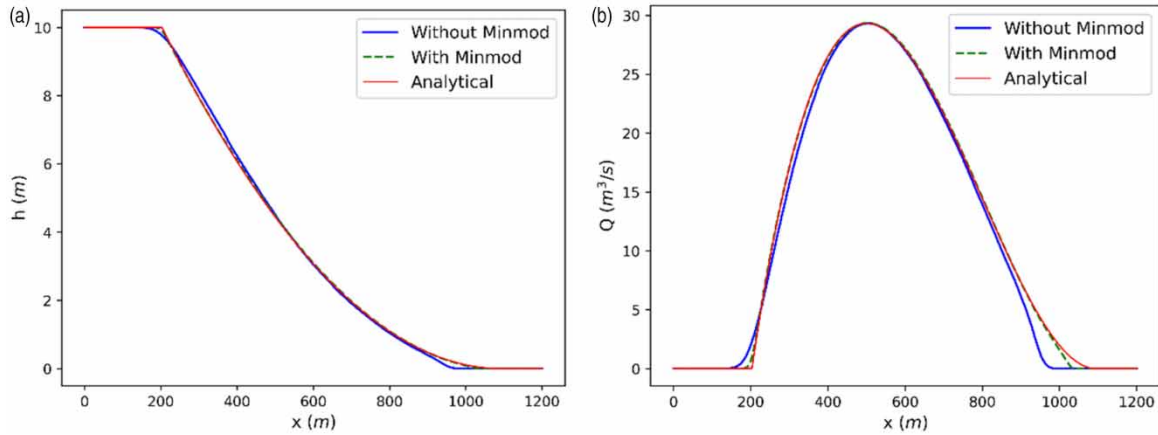 (a)
10
8
6
4
2
0
h (m)
0 200 400 600 800 1000 1200
x (m)
Without Minmod
With Minmod
Analytical
(b)
30
25
20
15
10
5
0
Q (m³/s)
0 200 400 600 800 1000 1200
x (m)
Without Minmod
With Minmod
Analytical